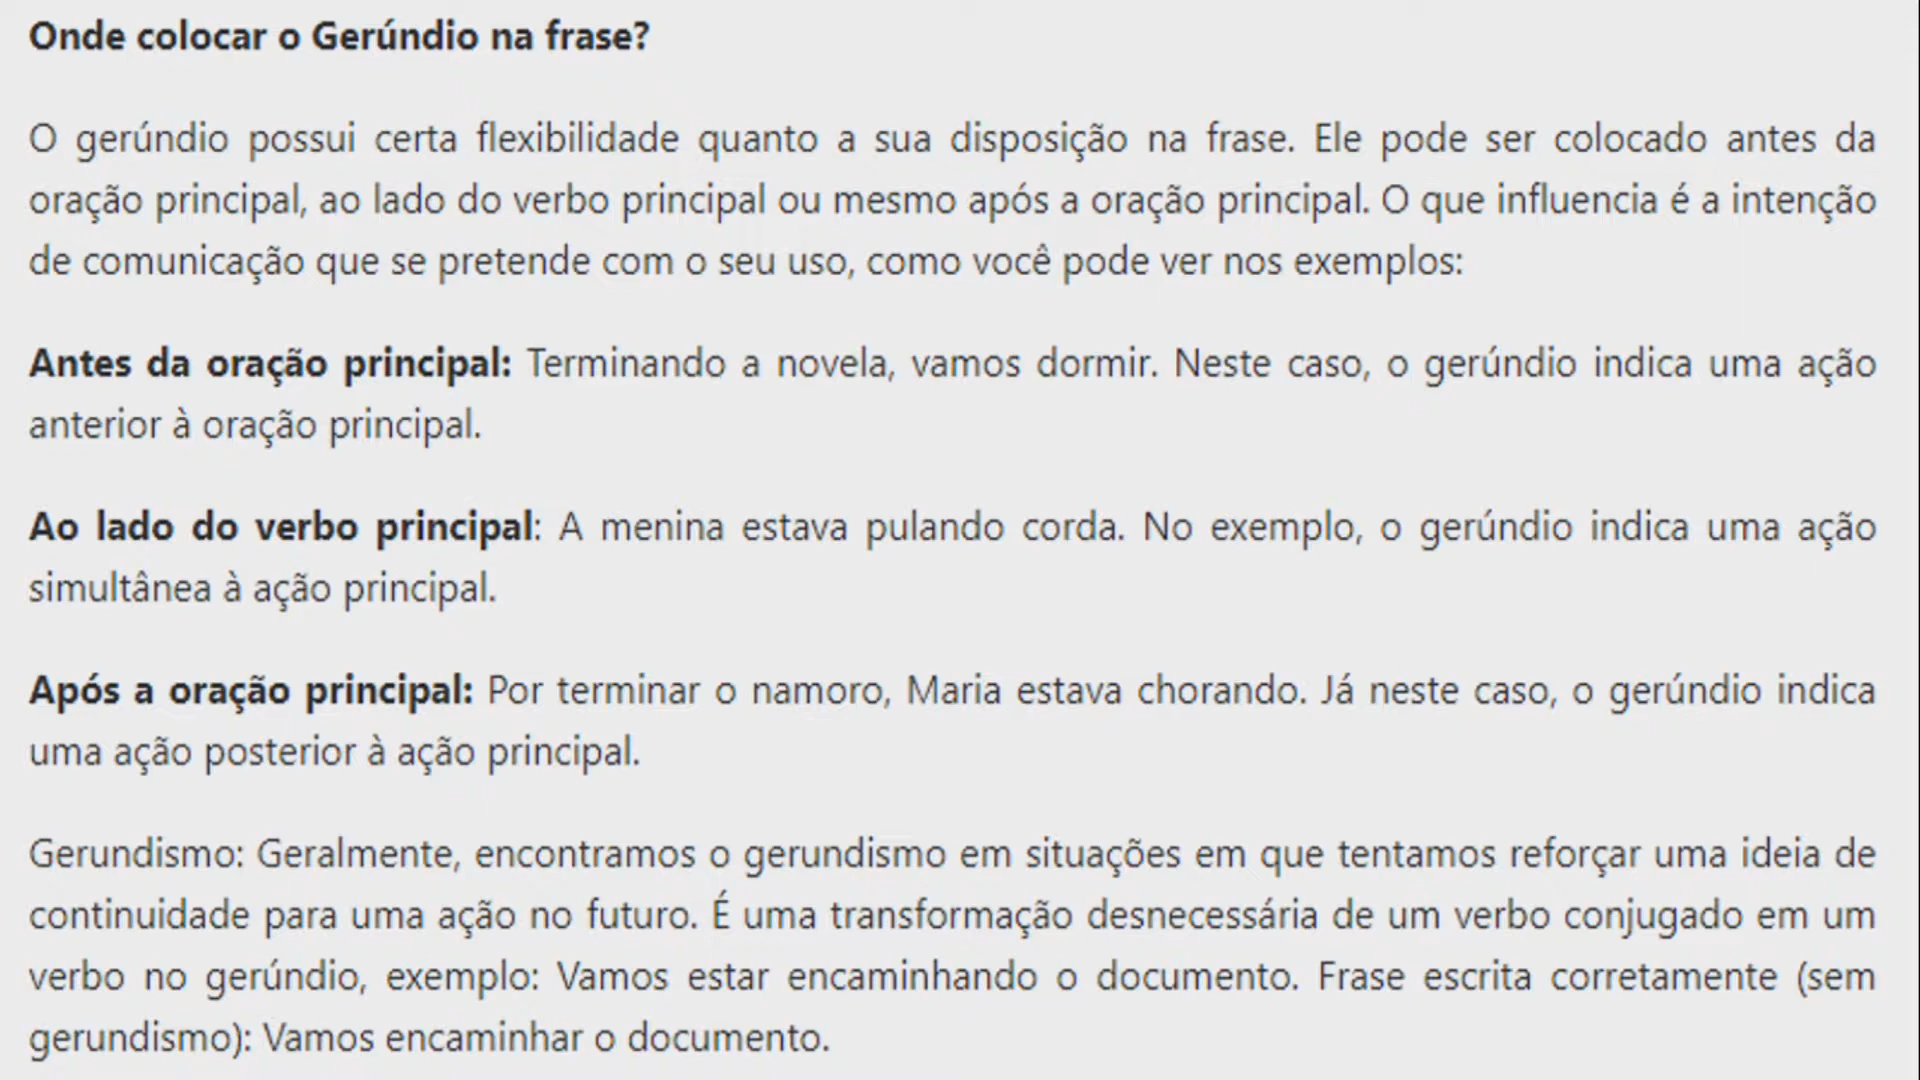 Onde colocar o Gerúndio na frase?
O gerúndio possui certa flexibilidade quanto a sua disposição na frase. Ele pode ser colocado antes da
oração principal, ao lado do verbo principal ou mesmo após a oração principal. O que influencia é a intenção
de comunicação que se pretende com o seu uso, como você pode ver nos exemplos:
Antes da oração principal: Terminando a novela, vamos dormir. Neste caso, o gerúndio indica uma ação
anterior à oração principal.
Ao lado do verbo principal: A menina estava pulando corda. No exemplo, o gerúndio indica uma ação
simultânea à ação principal.
Após a oração principal: Por terminar o namoro, Maria estava chorando. Já neste caso, o gerúndio indica
uma ação posterior à ação principal.
Gerundismo: Geralmente, encontramos o gerundismo em situações em que tentamos reforçar uma ideia de
continuidade para uma ação no futuro. É uma transformação desnecessária de um verbo conjugado em um
verbo no gerúndio, exemplo: Vamos estar encaminhando o documento. Frase escrita corretamente (sem
gerundismo): Vamos encaminhar o documento.